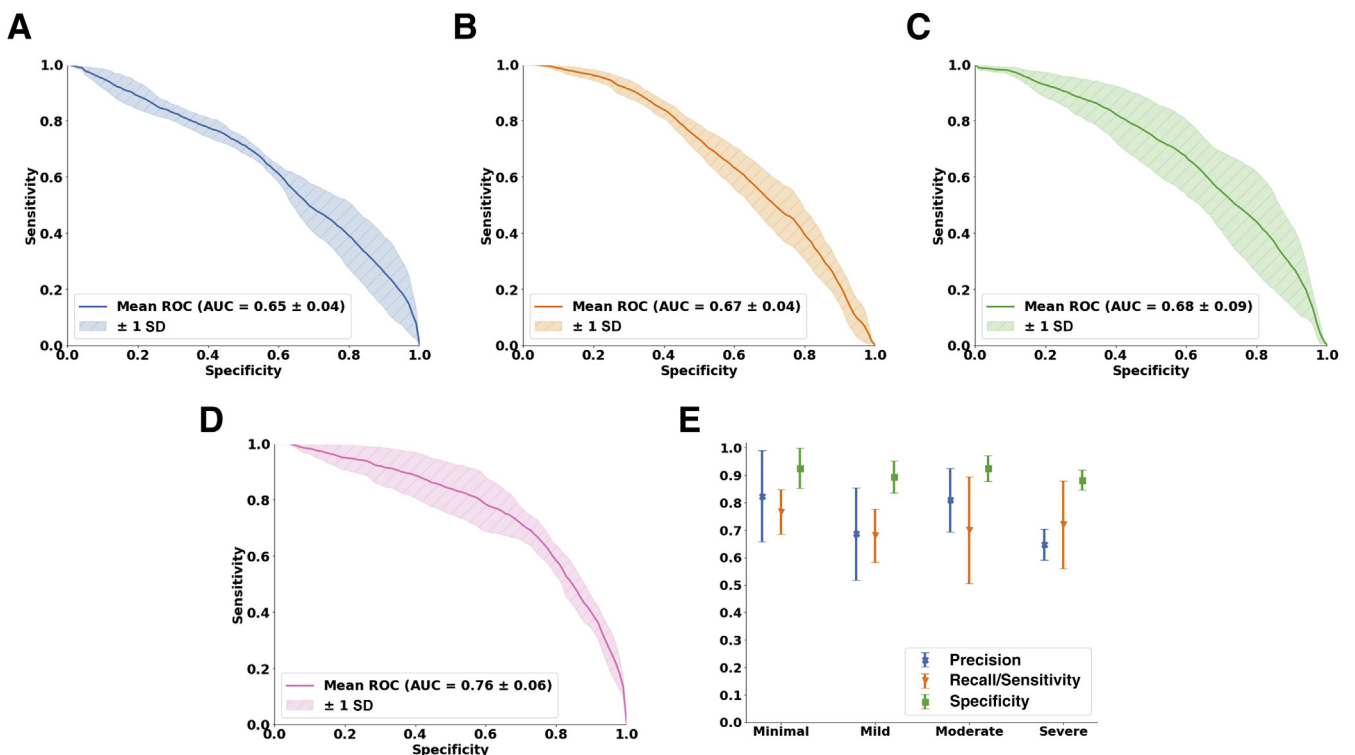 A
1.0
0.8
0.6
0.4
0.2
0.0
Sensitivity
Mean ROC (AUC = 0.65 ± 0.04)
± 1 SD
0.0 0.2 0.4 0.6 0.8 1.0
Specificity
B
1.0
0.8
0.6
0.4
0.2
0.0
Sensitivity
Mean ROC (AUC = 0.67 ± 0.04)
± 1 SD
0.2 0.4 0.6 0.8 1.0
Specificity
C
1.0
0.8
0.6
0.4
0.2
0.0
Sensitivity
Mean ROC (AUC = 0.68 ± 0.09)
± 1 SD
0.0 0.2 0.4 0.6 0.8 1.0
Specificity
D
1.0
0.8
0.6
0.4
0.2
0.0
Sensitivity
Mean ROC (AUC = 0.76 ± 0.06)
± 1 SD
0.0 0.2 0.4 0.6 0.8 1.0
Specificity
E
1.0
0.9
0.8
0.7
0.6
0.5
0.4
0.3
0.2
0.1
0.0
Precision
Recall/Sensitivity
Specificity
Minimal Mild Moderate Severe